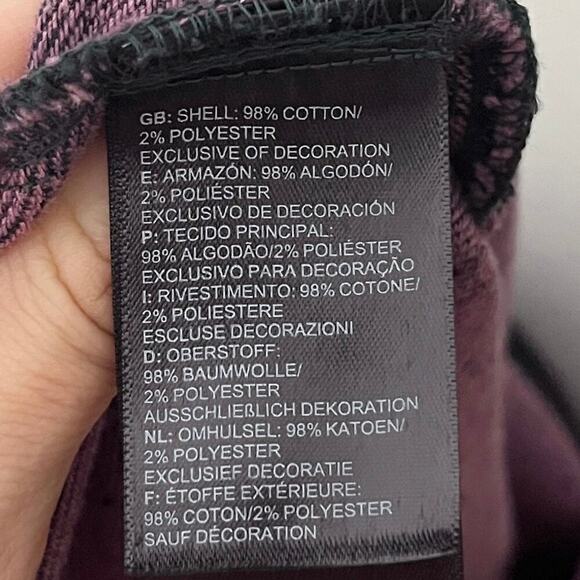 GB: SHELL: 98% COTTON/
2% POLYESTER
EXCLUSIVE OF DECORATION
E: ARMAZÓN: 98% ALGODÓN/
2% POLIÉSTER
EXCLUSIVO DE DECORACIÓN
P: TECIDO PRINCIPAL:
98% ALGODÃO/2% POLIÉSTER
EXCLUSIVO PARA DECORAÇÃO
I: RIVESTIMENTO: 98% COTONE/
2% POLIESTERE
ESCLUSE DECORAZIONI
D: OBERSTOFF:
98% BAUMWOLLE/
2% POLYESTER
AUSSCHLIEßLICH DEKORATION
NL: OMHULSEL: 98% KATOEN/
2% POLYESTER
EXCLUSIEF DECORATIE
F: ÉTOFFE EXTÉRIEURE:
98% COTON/2% POLYESTER
SAUF DÉCORATION